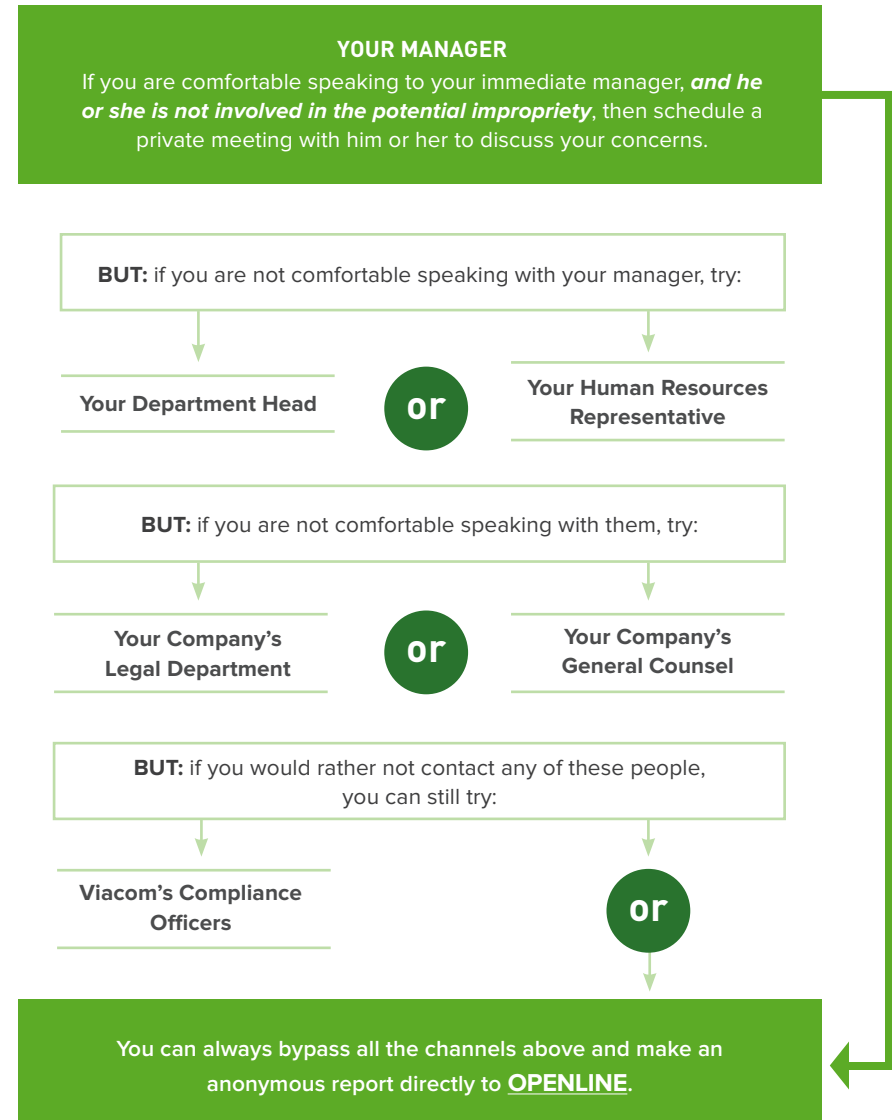 YOUR MANAGER
If you are comfortable speaking to your immediate manager, and he
or she is not involved in the potential impropriety, then schedule a
private meeting with him or her to discuss your concerns.
BUT: if you are not comfortable speaking with your manager, try:
Your Department Head
or
Your Human Resources
Representative
BUT: if you are not comfortable speaking with them, try:
Your Company’s
Legal Department
or
Your Company’s
General Counsel
BUT: if you would rather not contact any of these people,
you can still try:
Viacom’s Compliance
Officers
or
You can always bypass all the channels above and make an
anonymous report directly to OPENLINE.